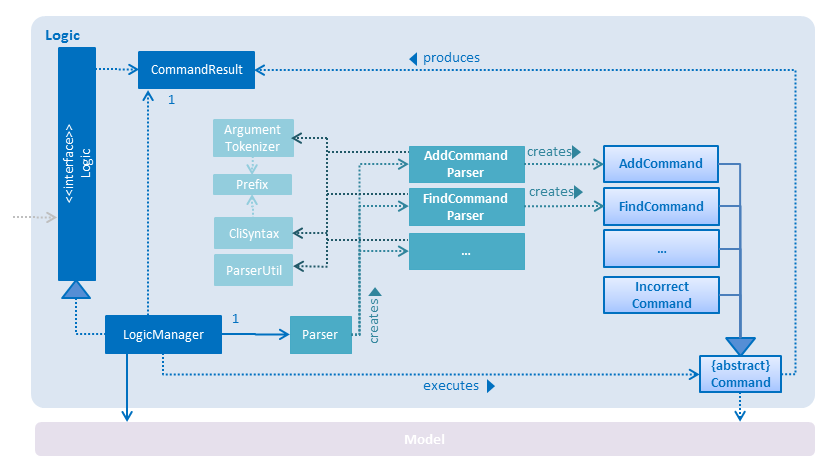 Logic
CommandResult
produces
1
<<interface>>
Logic
Argument
Tokenizer
Prefix
CliSyntax
ParserUtil
AddCommand
Parser
FindCommand
Parser
...
creates
creates
AddCommand
FindCommand
...
Incorrect
Command
LogicManager
1
Parser
creates
{abstract}
Command
executes
Model